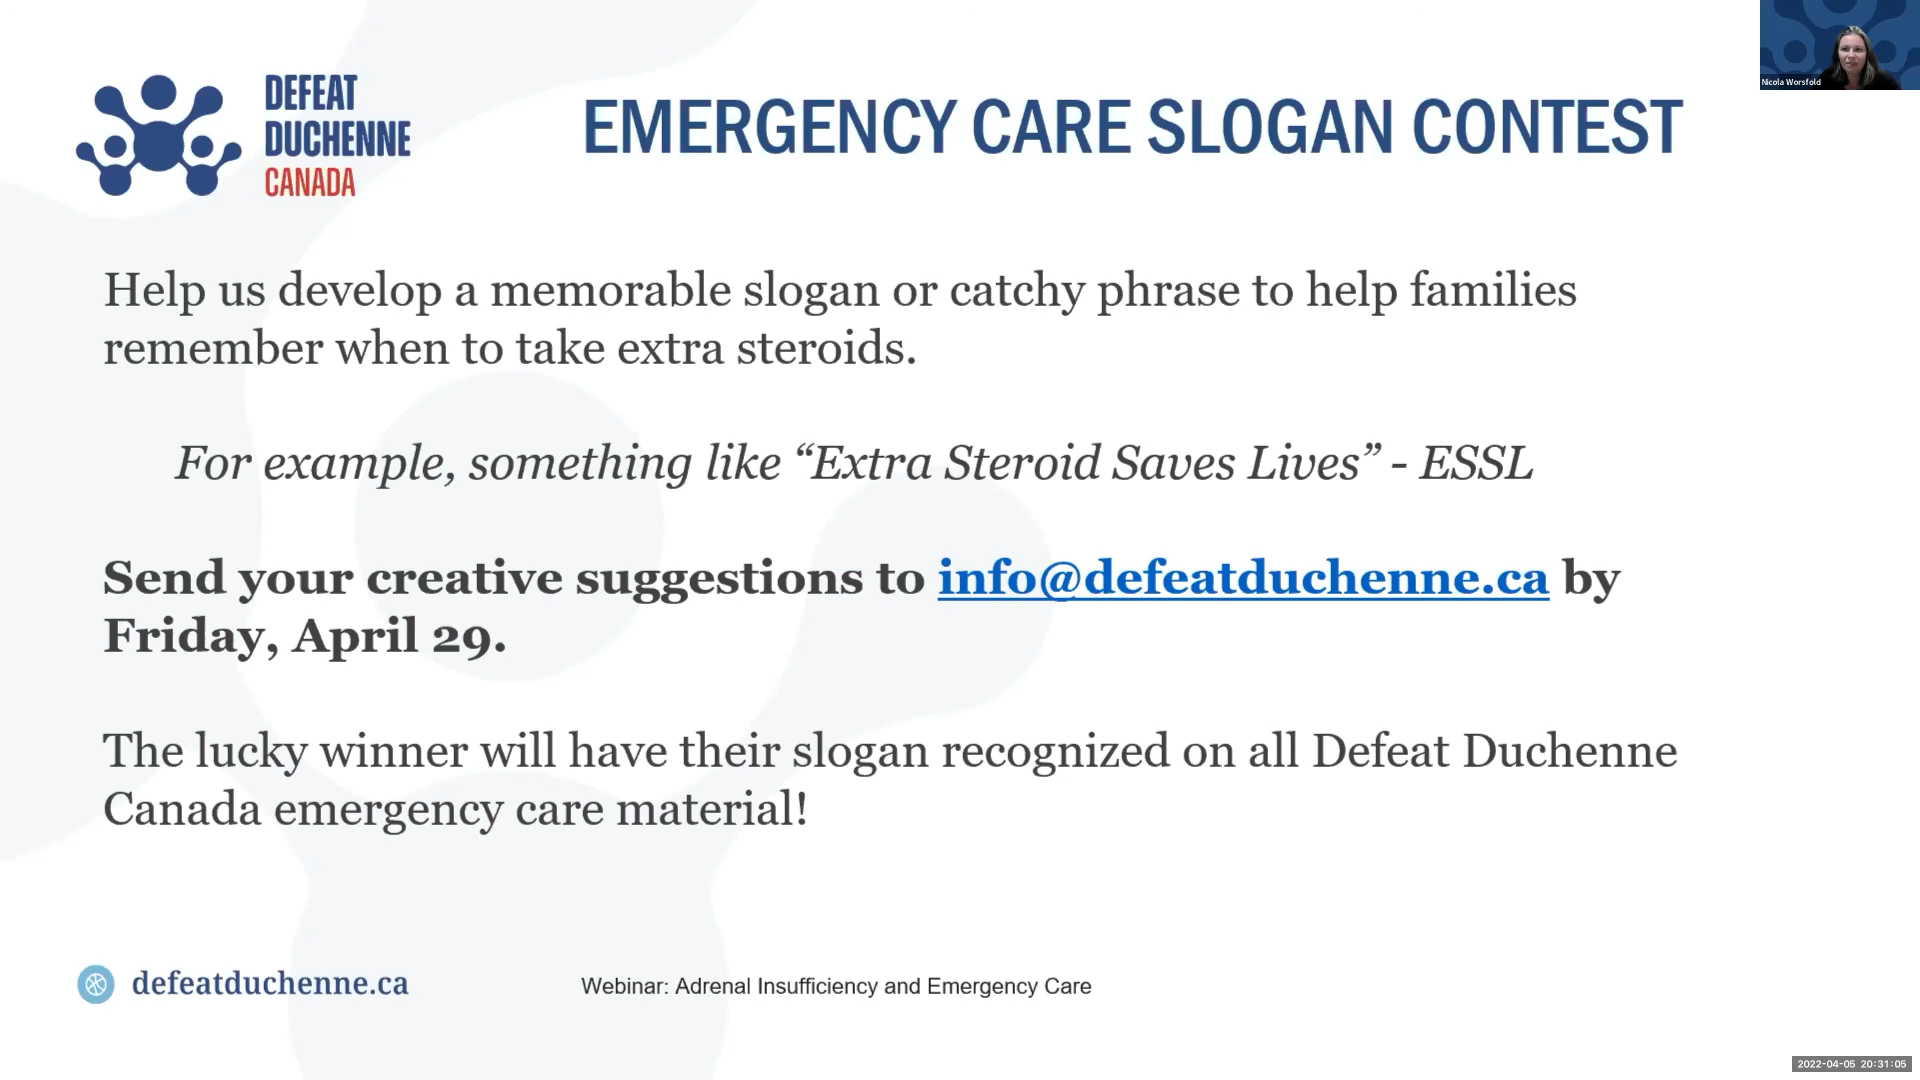 Nicola Worsfold
DEFEAT
DUCHENNE
CANADA
EMERGENCY CARE SLOGAN CONTEST
Help us develop a memorable slogan or catchy phrase to help families
remember when to take extra steroids.
For example, something like “Extra Steroid Saves Lives” - ESSL
Send your creative suggestions to info@defeatduchenne.ca by
Friday, April 29.
The lucky winner will have their slogan recognized on all Defeat Duchenne
Canada emergency care material!
defeatduchenne.ca
Webinar: Adrenal Insufficiency and Emergency Care
2022-04-05 20:31:05